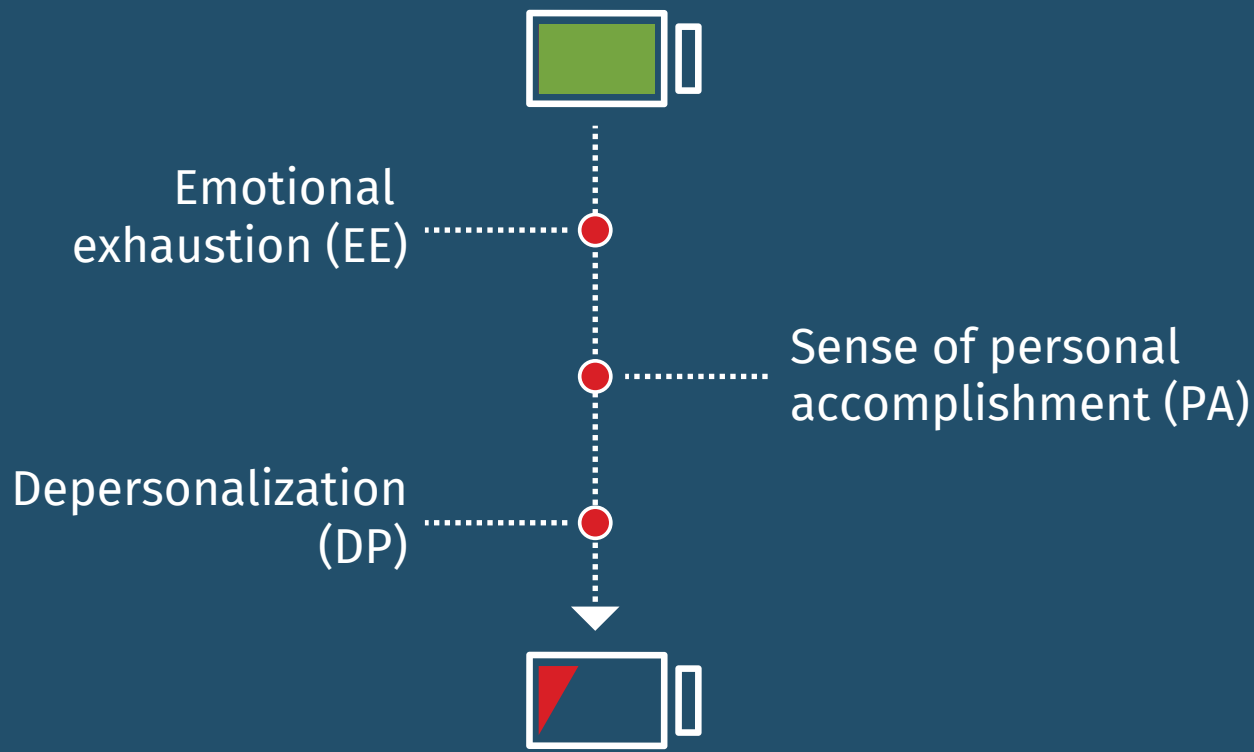 Emotional
exhaustion (EE)
Sense of personal
accomplishment (PA)
Depersonalization
(DP)